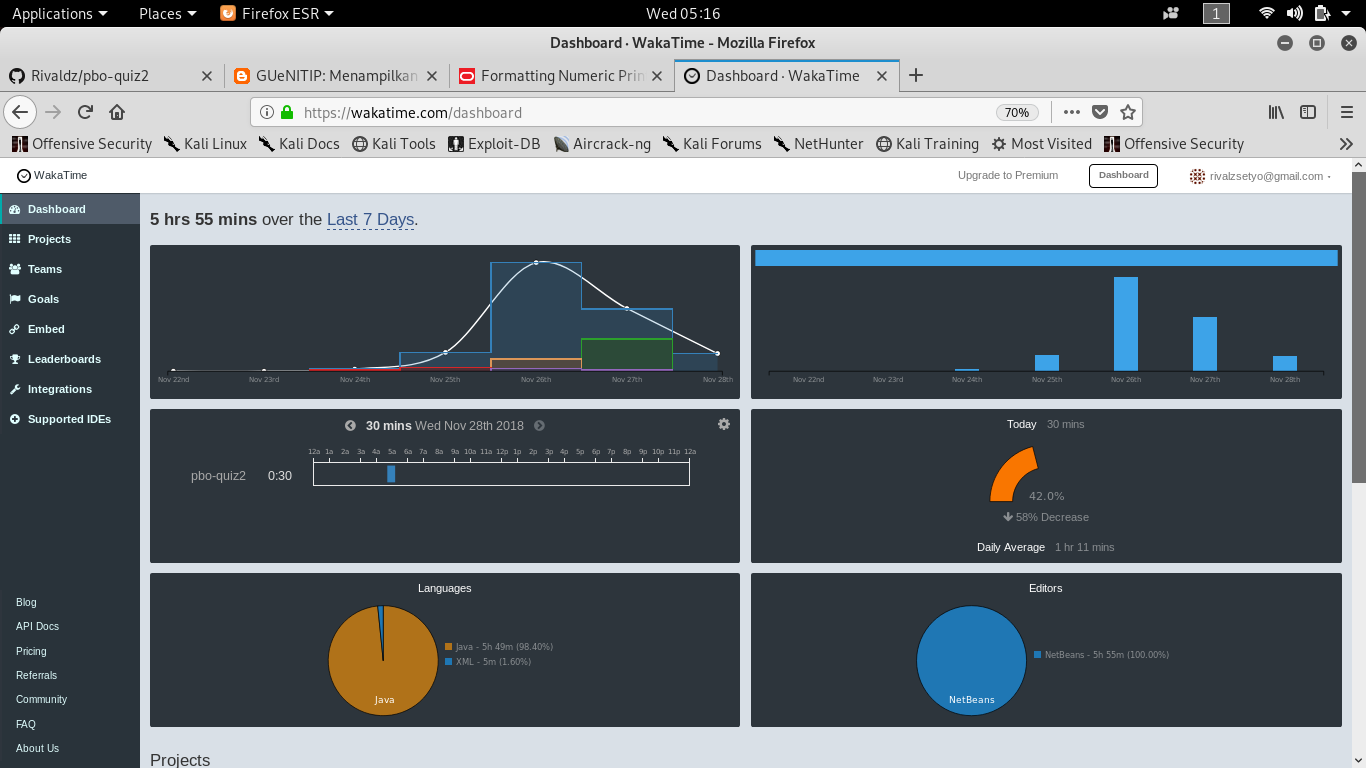 Applications Places Firefox ESR Wed 05:16 1
Dashboard · WakaTime - Mozilla Firefox
Rivaldz/pbo-quiz2 GUeNITIP: Menampilkan Formatting Numeric Prin Dashboard · WakaTime
https://wakatime.com/dashboard 70%
Offensive Security Kali Linux Kali Docs Kali Tools Exploit-DB Aircrack-ng Kali Forums NetHunter Kali Training Most Visited Offensive Security
WakaTime Upgrade to Premium Dashboard rivalzsetyo@gmail.com
Dashboard
Projects
Teams
Goals
Embed
Leaderboards
Integrations
Supported IDEs
Blog
API Docs
Pricing
Referrals
Community
FAQ
About Us
5 hrs 55 mins over the Last 7 Days.
Nov 22nd Nov 23rd Nov 24th Nov 25th Nov 26th Nov 27th Nov 28th
Nov 22nd Nov 23rd Nov 24th Nov 25th Nov 26th Nov 27th Nov 28th
30 mins Wed Nov 28th 2018
12a 1a 2a 3a 4a 5a 6a 7a 8a 9a 10a 11a 12p 1p 2p 3p 4p 5p 6p 7p 8p 9p 10p 11p 12a
pbo-quiz2 0:30
Today 30 mins
42.0%
58% Decrease
Daily Average 1 hr 11 mins
Languages
Java - 5h 49m (98.40%)
XML - 5m (1.60%)
Java
Editors
NetBeans - 5h 55m (100.00%)
NetBeans
Projects